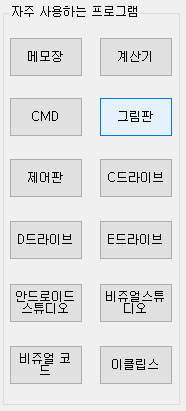 자주 사용하는 프로그램
메모장 계산기
CMD 그림판
제어판 C드라이브
D드라이브 E드라이브
안드로이드 비쥬얼스튜
스튜디오 디오
비쥬얼 코 이클립스
드